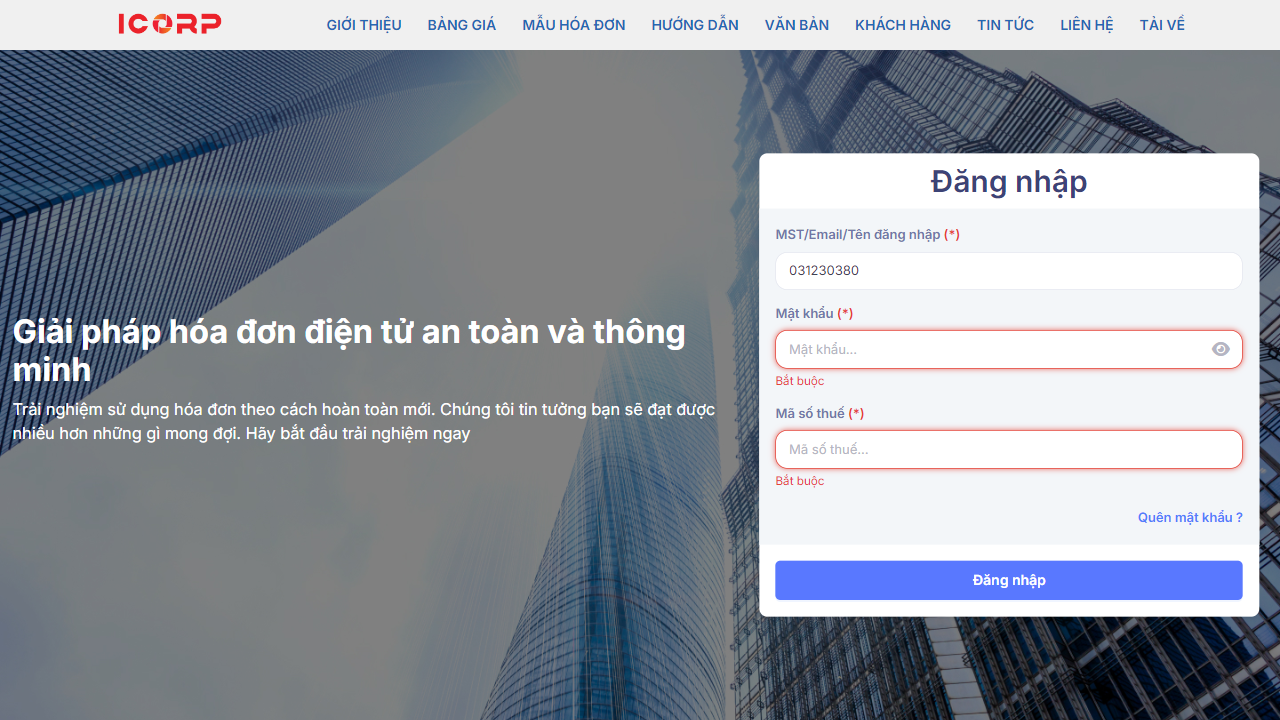 ICORP
GIỚI THIỆU
BẢNG GIÁ
MẪU HÓA ĐƠN
HƯỚNG DẪN
VĂN BẢN
KHÁCH HÀNG
TIN TỨC
LIÊN HỆ
TẢI VỀ
Giải pháp hóa đơn điện tử an toàn và thông
minh
Trải nghiệm sử dụng hóa đơn theo cách hoàn toàn mới. Chúng tôi tin tưởng bạn sẽ đạt được
nhiều hơn những gì mong đợi. Hãy bắt đầu trải nghiệm ngay
Đăng nhập
MST/Email/Tên đăng nhập (*)
031230380
Mật khẩu (*)
Mật khẩu...
Bắt buộc
Mã số thuế (*)
Mã số thuế...
Bắt buộc
Quên mật khẩu ?
Đăng nhập